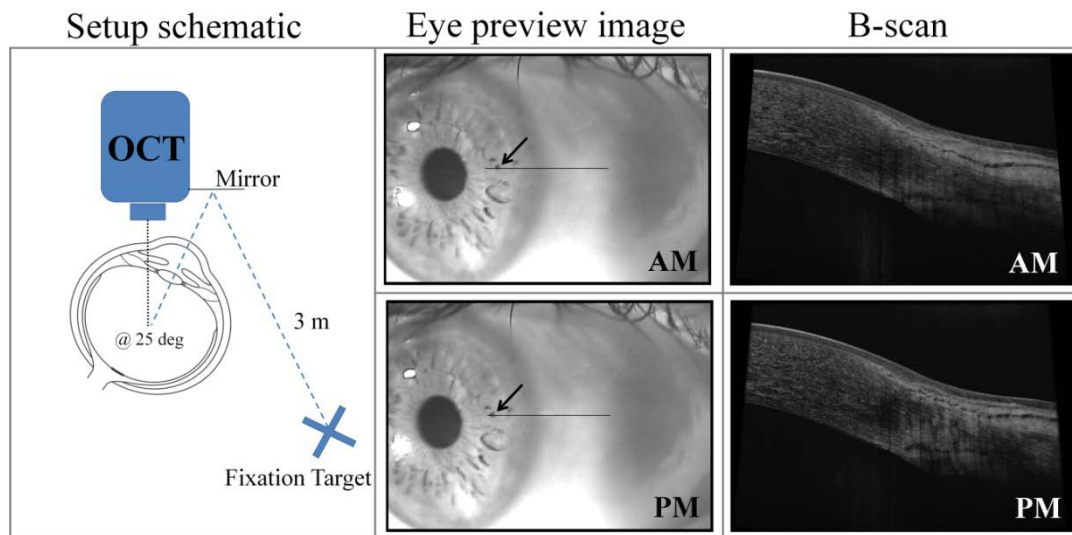 Setup schematic
Eye preview image
B-scan
OCT
Mirror
@ 25 deg
3 m
Fixation Target
AM
AM
PM
PM